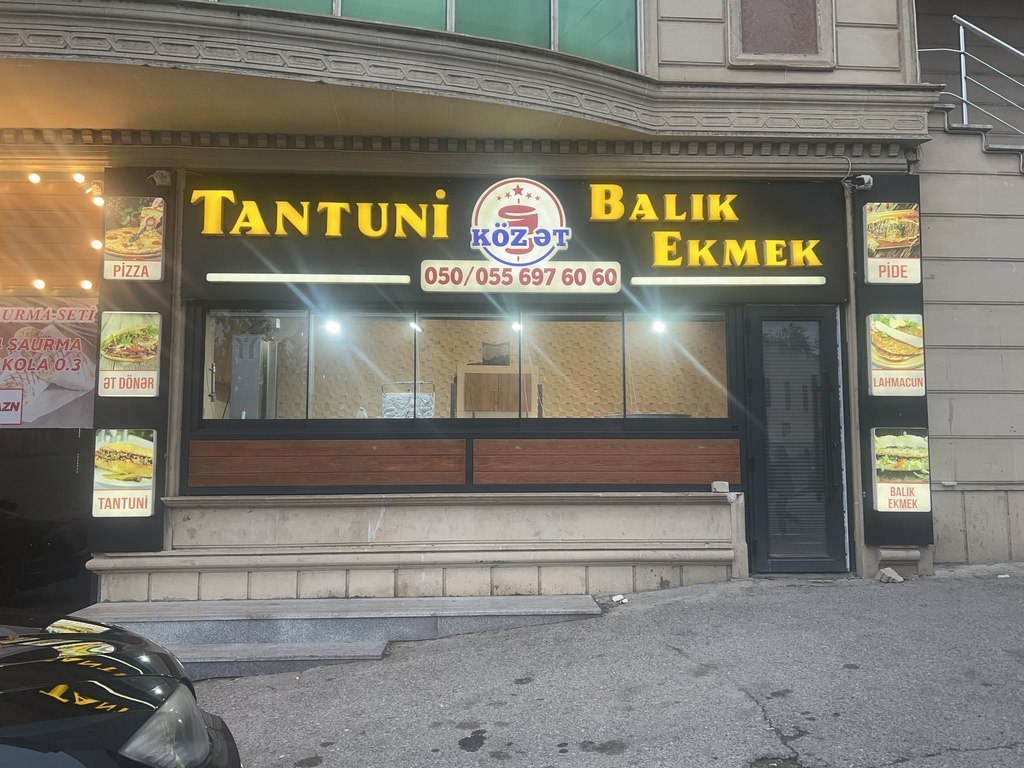 TANTUNİ
KÖZ ƏT
BALIK
EKMEK
050/055 697 60 60
PİZZA
ƏT DÖNƏR
TANTUNİ
PİDE
LAHMACUN
BALIK
EKMEK
URMA-SETİ
ŞAURMA
KOLA 0.3
AZN